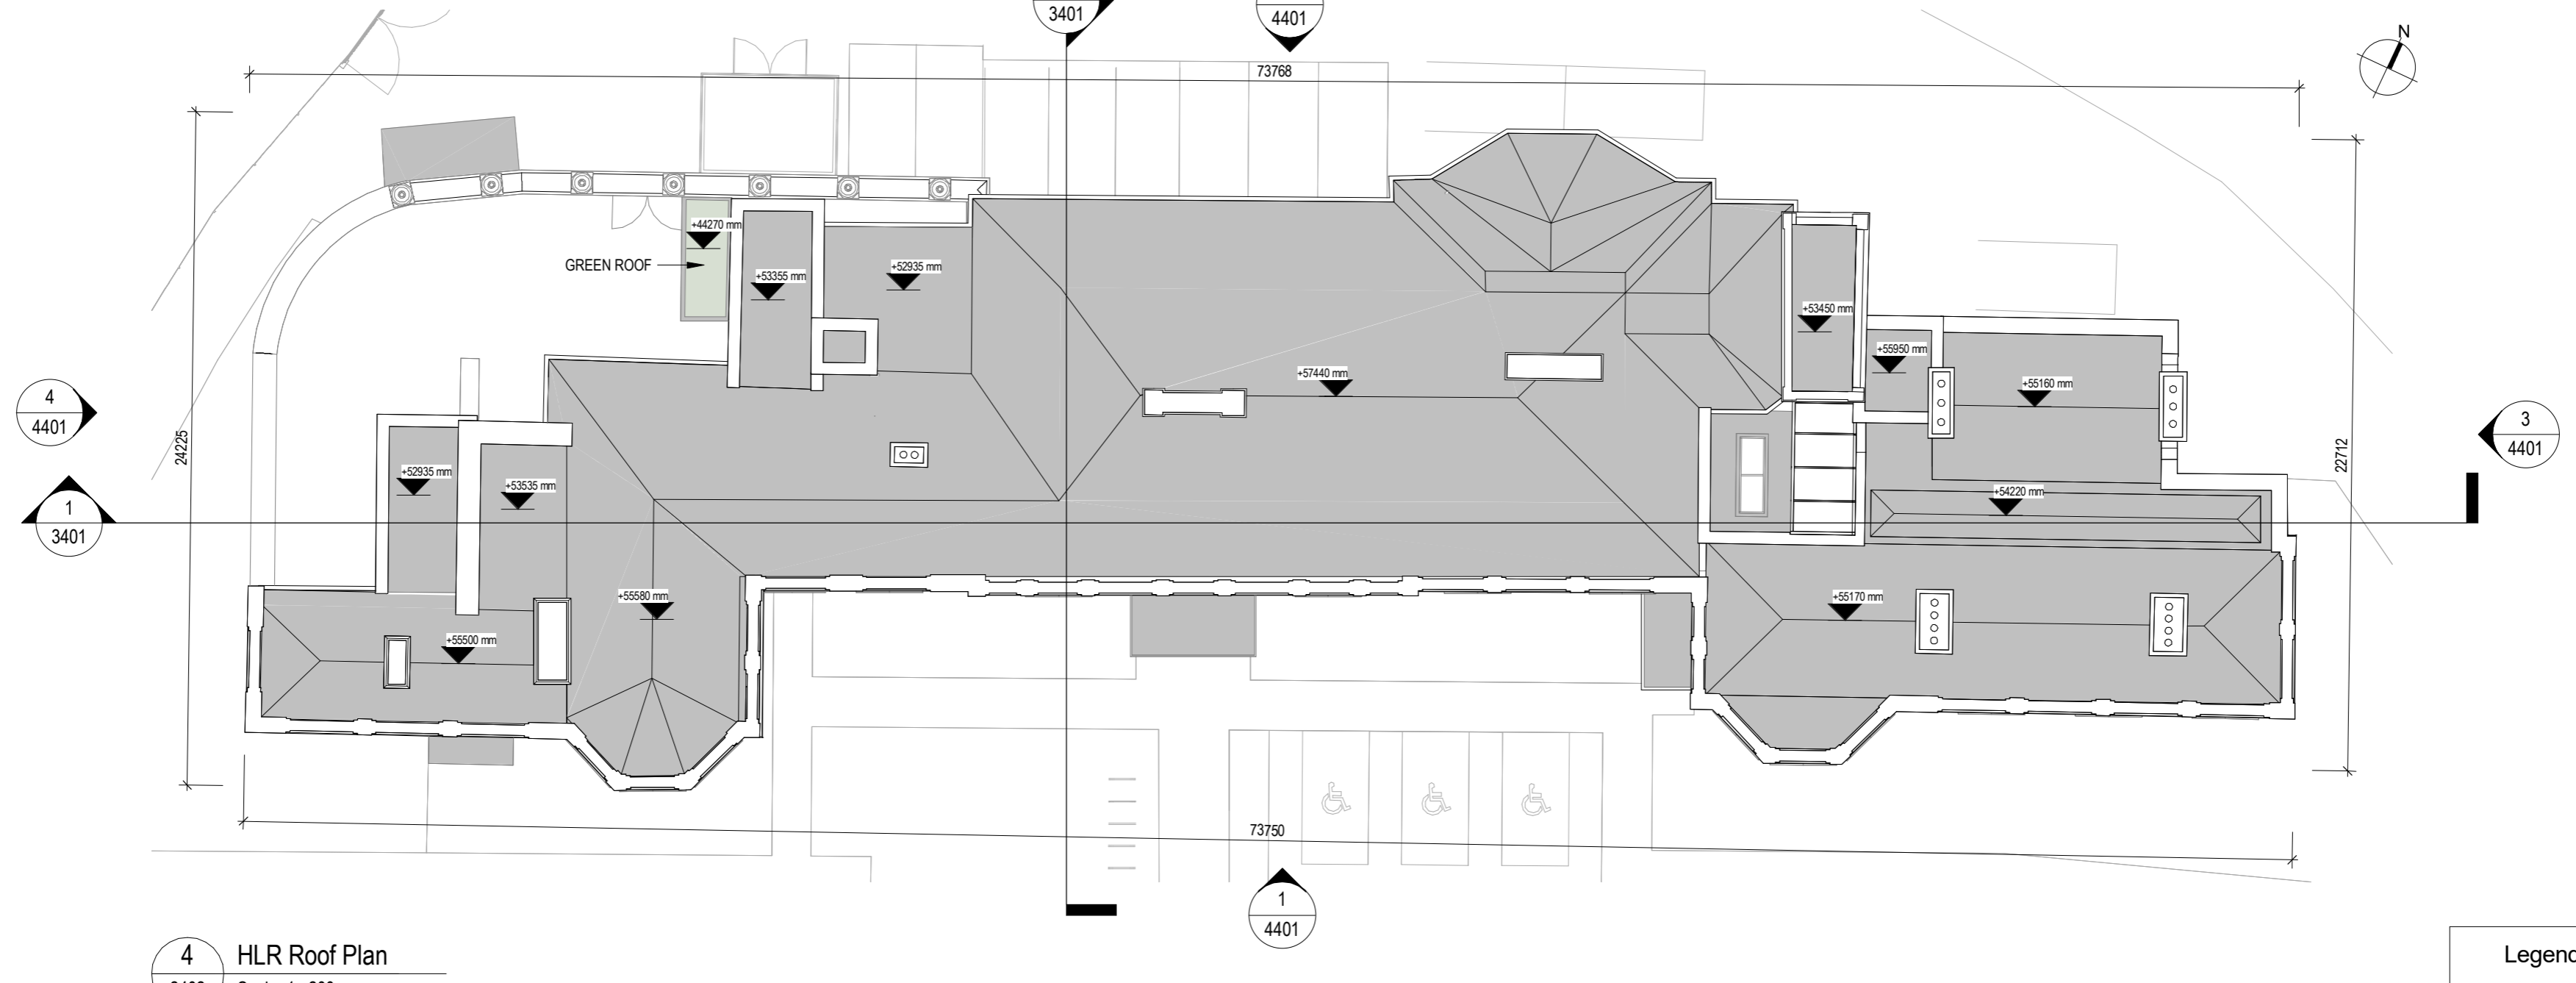 3401
4401
N
73768
+44270 mm
GREEN ROOF
+53355 mm
+52935 mm
+53450 mm
+55950 mm
+57440 mm
+55160 mm
4
4401
24225
3
4401
22712
+52935 mm
+53535 mm
+54220 mm
1
3401
+55580 mm
+55170 mm
+55500 mm
73750
1
4401
4
HLR Roof Plan
Legend